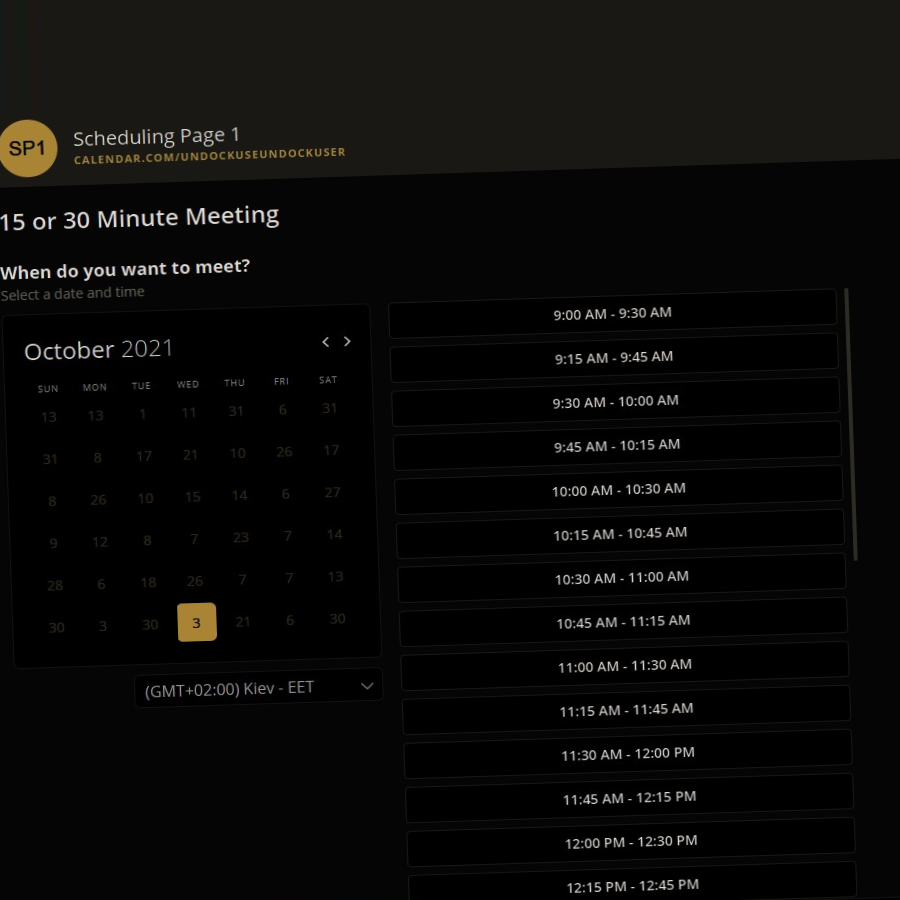 SP1
Scheduling Page 1
CALENDAR.COM/UNDOCKUSEUNDOCKUSER
15 or 30 Minute Meeting
When do you want to meet?
Select a date and time
October 2021
SUN MON TUE WED THU FRI SAT
13 13 1 11 31 6 31
31 8 17 21 10 26 17
8 26 10 15 14 6 27
9 12 8 7 23 7 14
28 6 18 26 7 7 13
30 3 30 3 21 6 30
(GMT+02:00) Kiev - EET
9:00 AM - 9:30 AM
9:15 AM - 9:45 AM
9:30 AM - 10:00 AM
9:45 AM - 10:15 AM
10:00 AM - 10:30 AM
10:15 AM - 10:45 AM
10:30 AM - 11:00 AM
10:45 AM - 11:15 AM
11:00 AM - 11:30 AM
11:15 AM - 11:45 AM
11:30 AM - 12:00 PM
11:45 AM - 12:15 PM
12:00 PM - 12:30 PM
12:15 PM - 12:45 PM